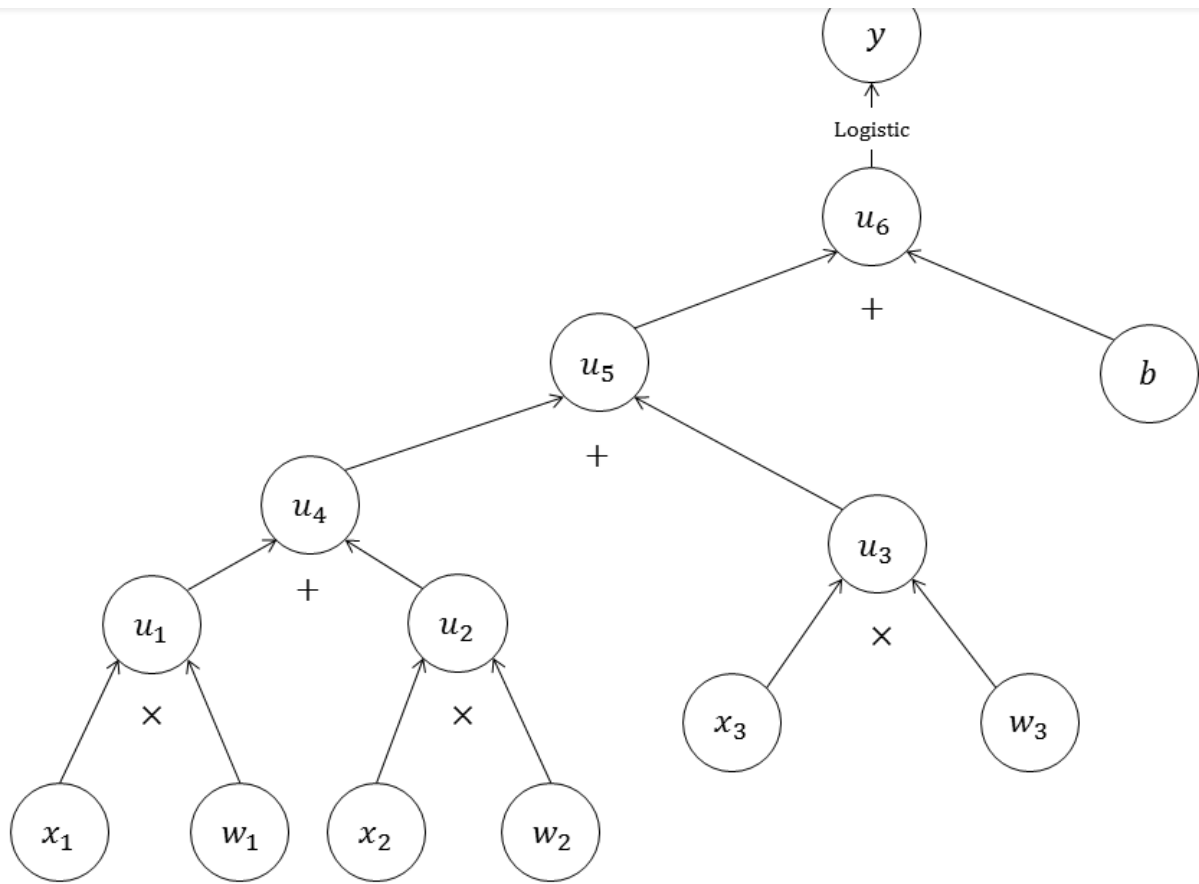 y
Logistic
u₆
+
u₅
b
+
u₄
u₃
+
u₁
u₂
×
× ×
x₃ w₃
x₁ w₁ x₂ w₂